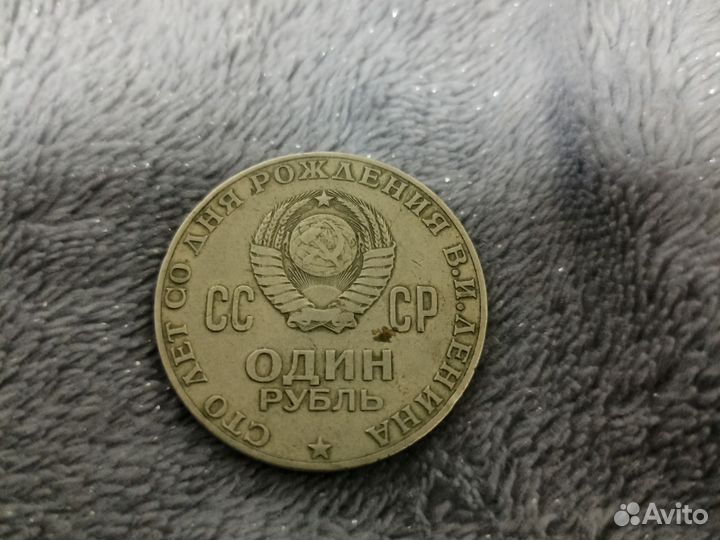 СТО ЛЕТ СО ДНЯ РОЖДЕНИЯ В.И.ЛЕНИНА
СС СР
ОДИН
РУБЛЬ
Avito